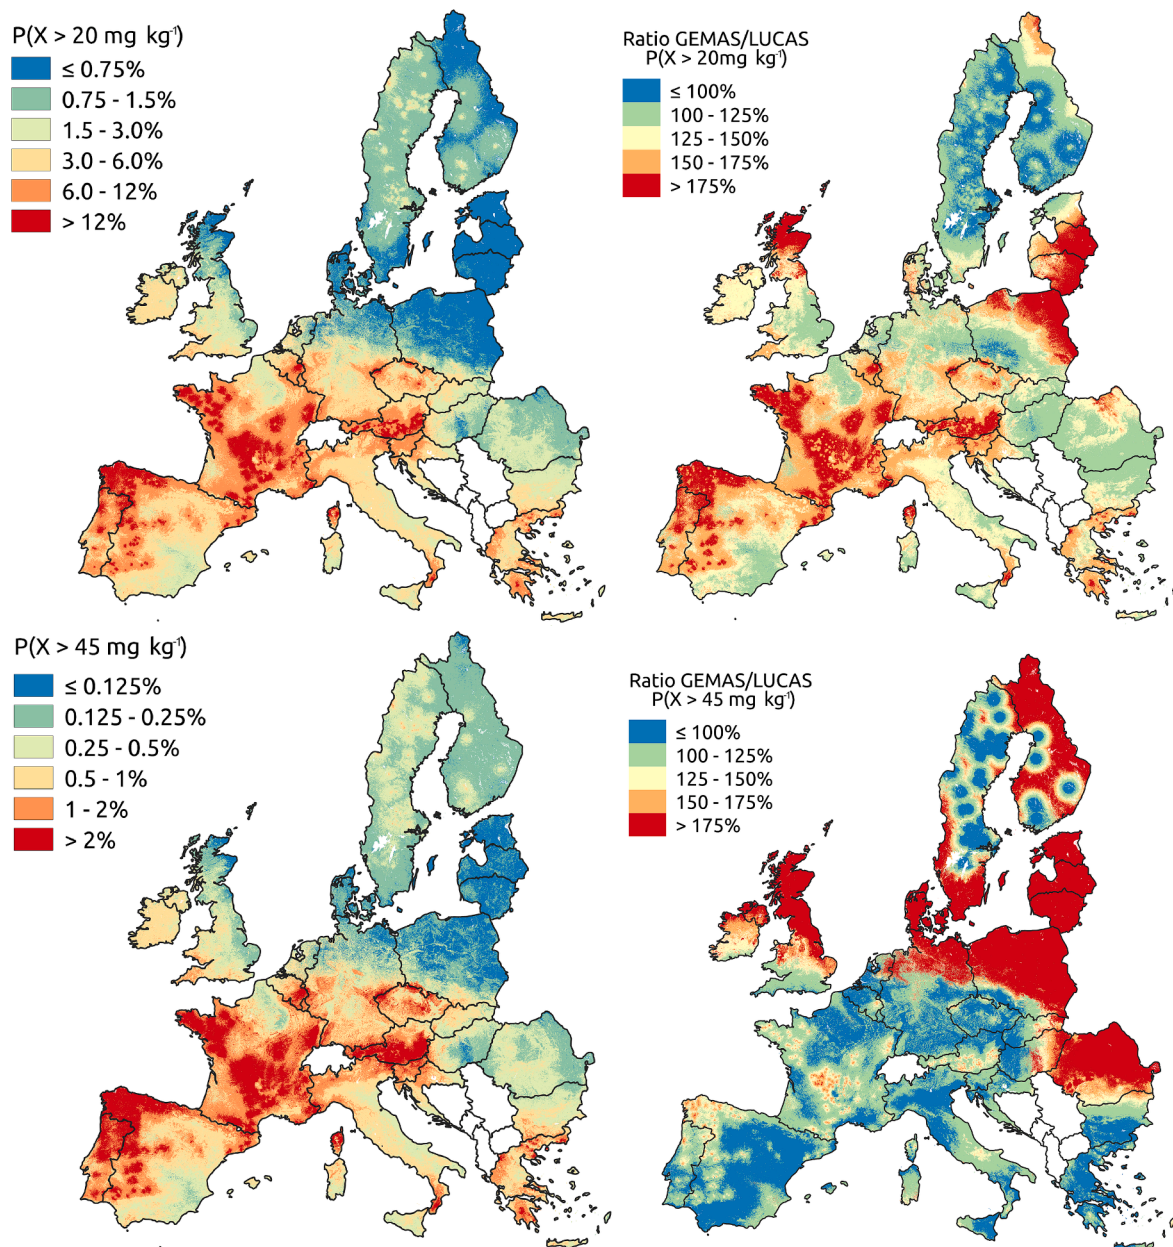 P(X > 20 mg kg⁻¹)
≤ 0.75%
0.75 - 1.5%
1.5 - 3.0%
3.0 - 6.0%
6.0 - 12%
> 12%
Ratio GEMAS/LUCAS
P(X > 20mg kg⁻¹)
≤ 100%
100 - 125%
125 - 150%
150 - 175%
> 175%
P(X > 45 mg kg⁻¹)
≤ 0.125%
0.125 - 0.25%
0.25 - 0.5%
0.5 - 1%
1 - 2%
> 2%
Ratio GEMAS/LUCAS
P(X > 45 mg kg⁻¹)
≤ 100%
100 - 125%
125 - 150%
150 - 175%
> 175%